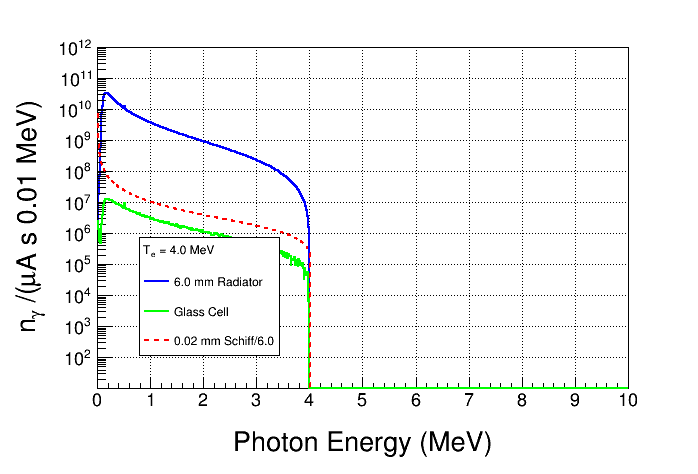 n_γ /(μA s 0.01 MeV)
10^12
10^11
10^10
10^9
10^8
10^7
10^6
10^5
10^4
10^3
10^2
T_e = 4.0 MeV
6.0 mm Radiator
Glass Cell
0.02 mm Schiff/6.0
0 1 2 3 4 5 6 7 8 9 10
Photon Energy (MeV)